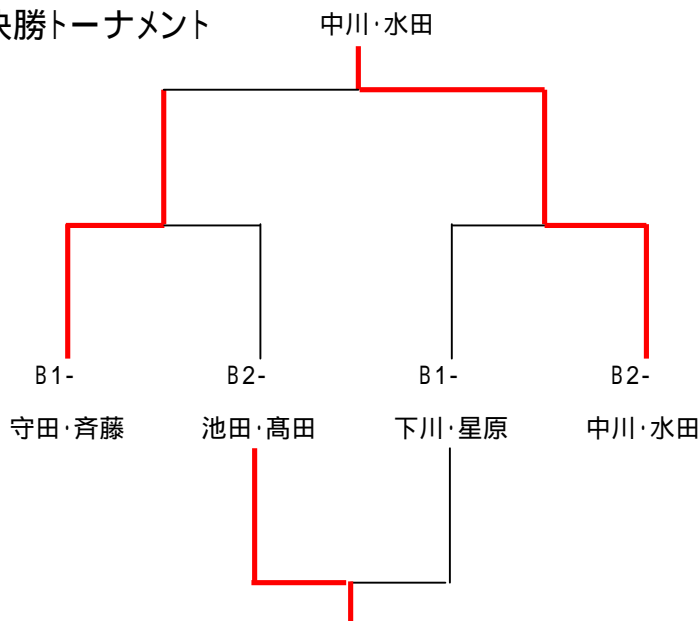 決勝トーナメント
中川･水田
B1-
B2-
B1-
B2-
守田･斉藤
池田･髙田
下川･星原
中川･水田